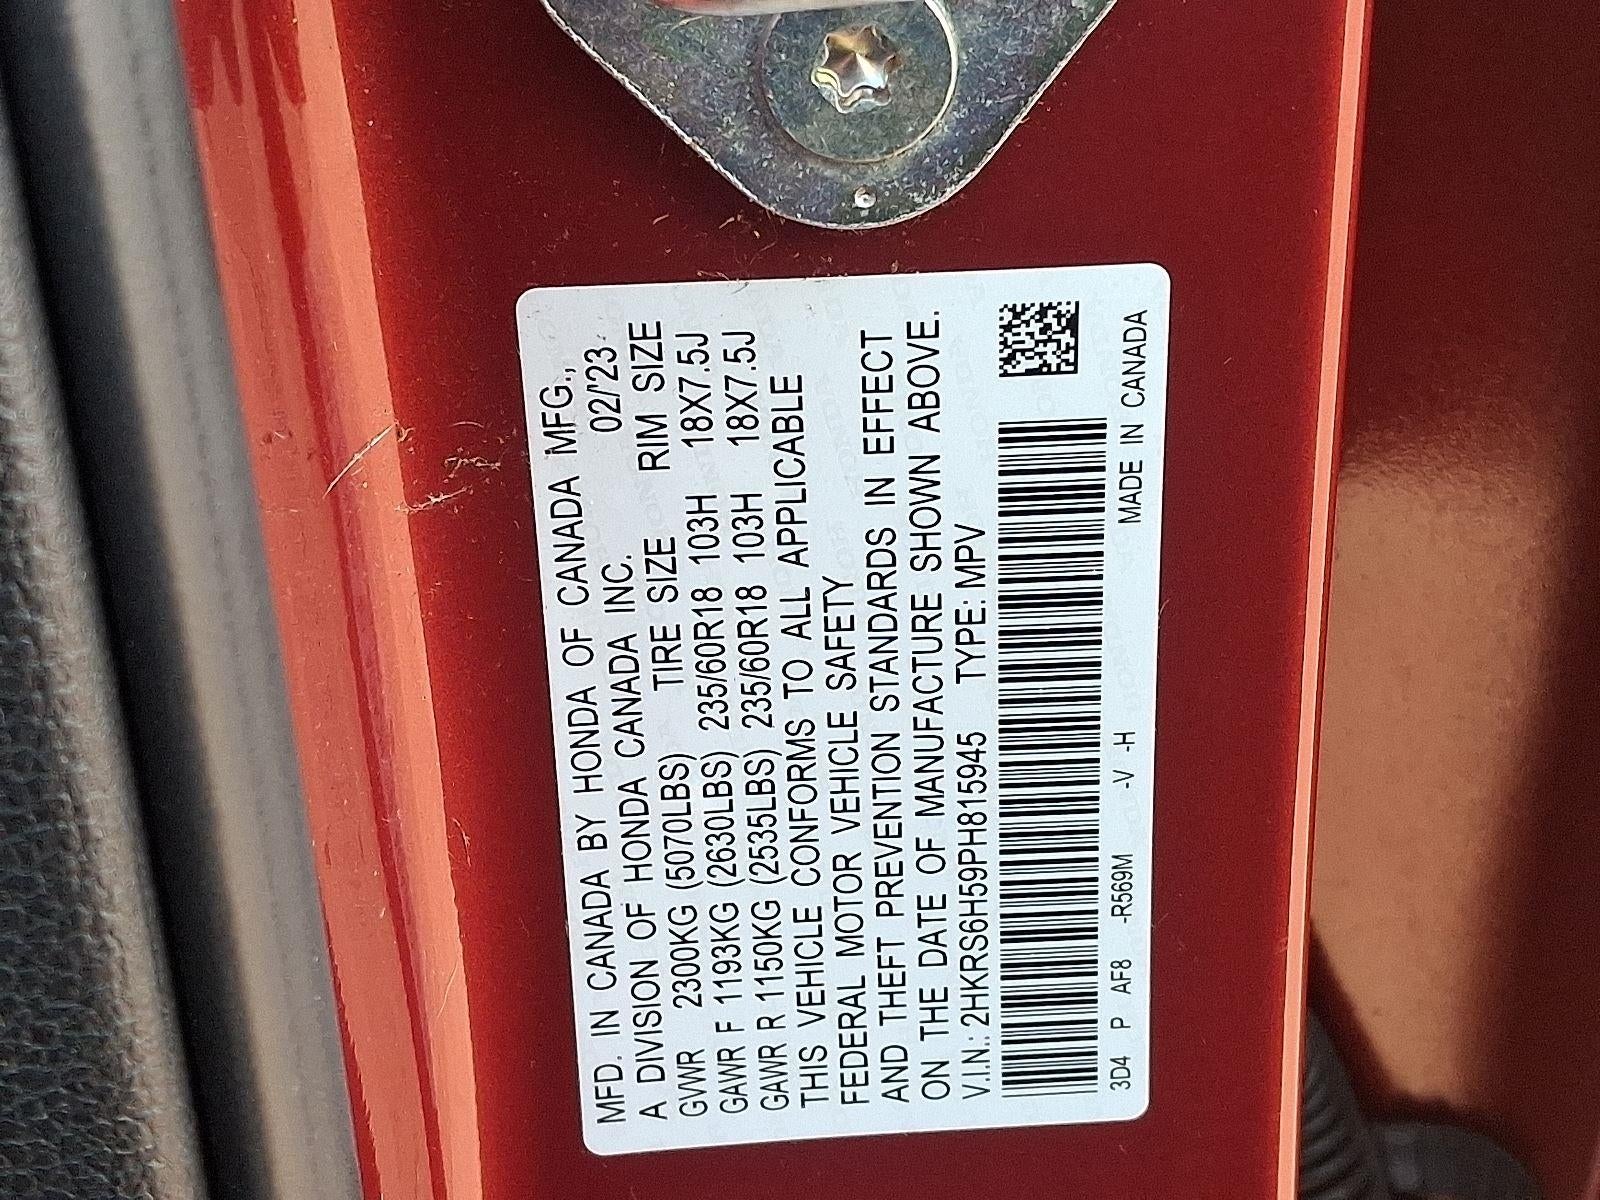 MFD. IN CANADA BY HONDA OF CANADA MFG.,
A DIVISION OF HONDA CANADA INC. 02/'23
TIRE SIZE RIM SIZE
GVWR 2300KG (5070LBS)
GAWR F 1193KG (2630LBS) 235/60R18 103H 18X7.5J
GAWR R 1150KG (2535LBS) 235/60R18 103H 18X7.5J
THIS VEHICLE CONFORMS TO ALL APPLICABLE
FEDERAL MOTOR VEHICLE SAFETY
AND THEFT PREVENTION STANDARDS IN EFFECT
ON THE DATE OF MANUFACTURE SHOWN ABOVE.
V.I.N.: 2HKRS6H59PH815945 TYPE: MPV
3D4 P AF8 -R569M -V -H MADE IN CANADA